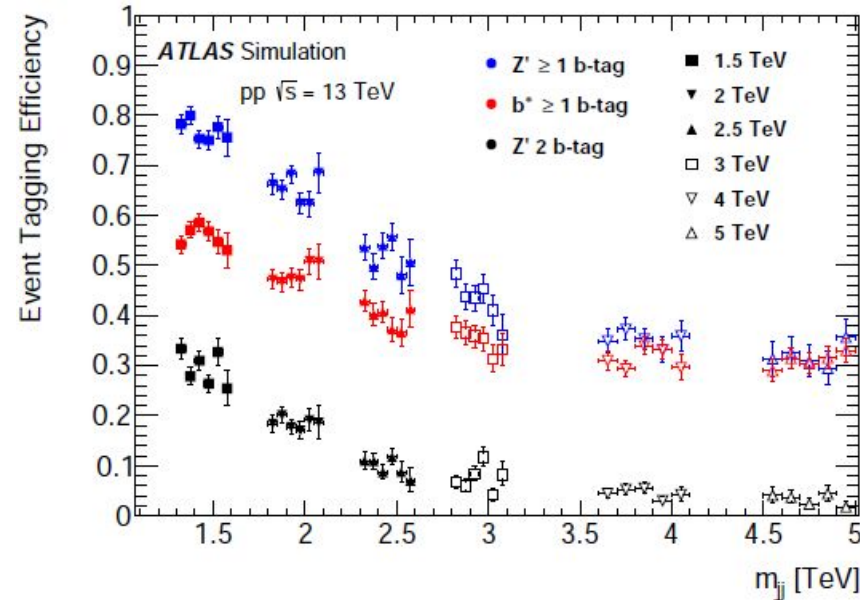 ATLAS Simulation
pp √s = 13 TeV
Z' ≥ 1 b-tag
b* ≥ 1 b-tag
Z' 2 b-tag
1.5 TeV
2 TeV
2.5 TeV
3 TeV
4 TeV
5 TeV
Event Tagging Efficiency
1
0.9
0.8
0.7
0.6
0.5
0.4
0.3
0.2
0.1
0
1.5
2
2.5
3
3.5
4
4.5
5
m_jj [TeV]